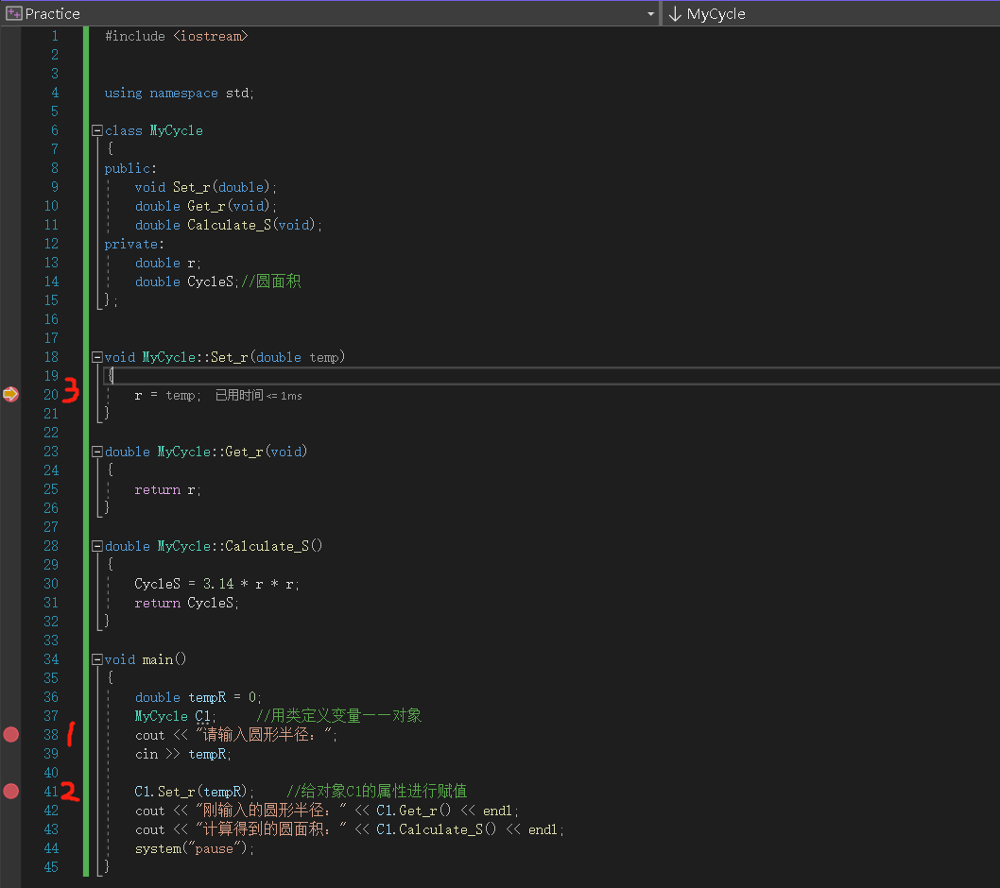 Practice
MyCycle
1 #include <iostream>
2
3
4 using namespace std;
5
6 class MyCycle
7 {
8 public:
9 void Set_r(double);
10 double Get_r(void);
11 double Calculate_S(void);
12 private:
13 double r;
14 double CycleS;//圆面积
15 };
16
17
18 void MyCycle::Set_r(double temp)
19 {
20 3 r = temp; 已用时间 <= 1ms
21 }
22
23 double MyCycle::Get_r(void)
24 {
25 return r;
26 }
27
28 double MyCycle::Calculate_S()
29 {
30 CycleS = 3.14 * r * r;
31 return CycleS;
32 }
33
34 void main()
35 {
36 double tempR = 0;
37 MyCycle C1; //用类定义变量——对象
38 1 cout << "请输入圆形半径：";
39 cin >> tempR;
40
41 2 C1.Set_r(tempR); //给对象C1的属性进行赋值
42 cout << "刚输入的圆形半径：" << C1.Get_r() << endl;
43 cout << "计算得到的圆面积：" << C1.Calculate_S() << endl;
44 system("pause");
45 }